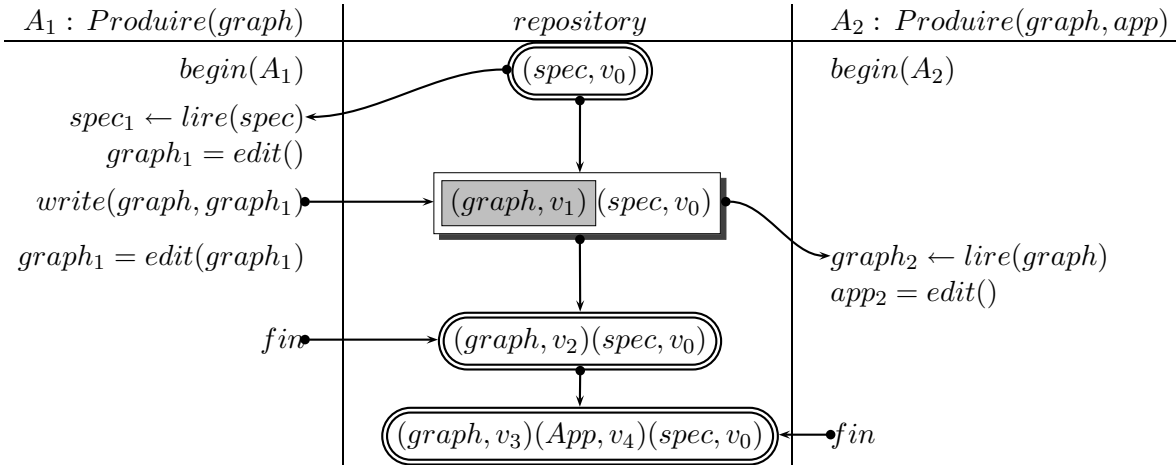 A₁ : Produire(graph) repository A₂ : Produire(graph, app)
begin(A₁) (spec, v₀) begin(A₂)
spec₁ ← lire(spec)
graph₁ = edit()
write(graph, graph₁) (graph, v₁) (spec, v₀)
graph₁ = edit(graph₁) graph₂ ← lire(graph)
app₂ = edit()
fin (graph, v₂)(spec, v₀)
(graph, v₃)(App, v₄)(spec, v₀) fin